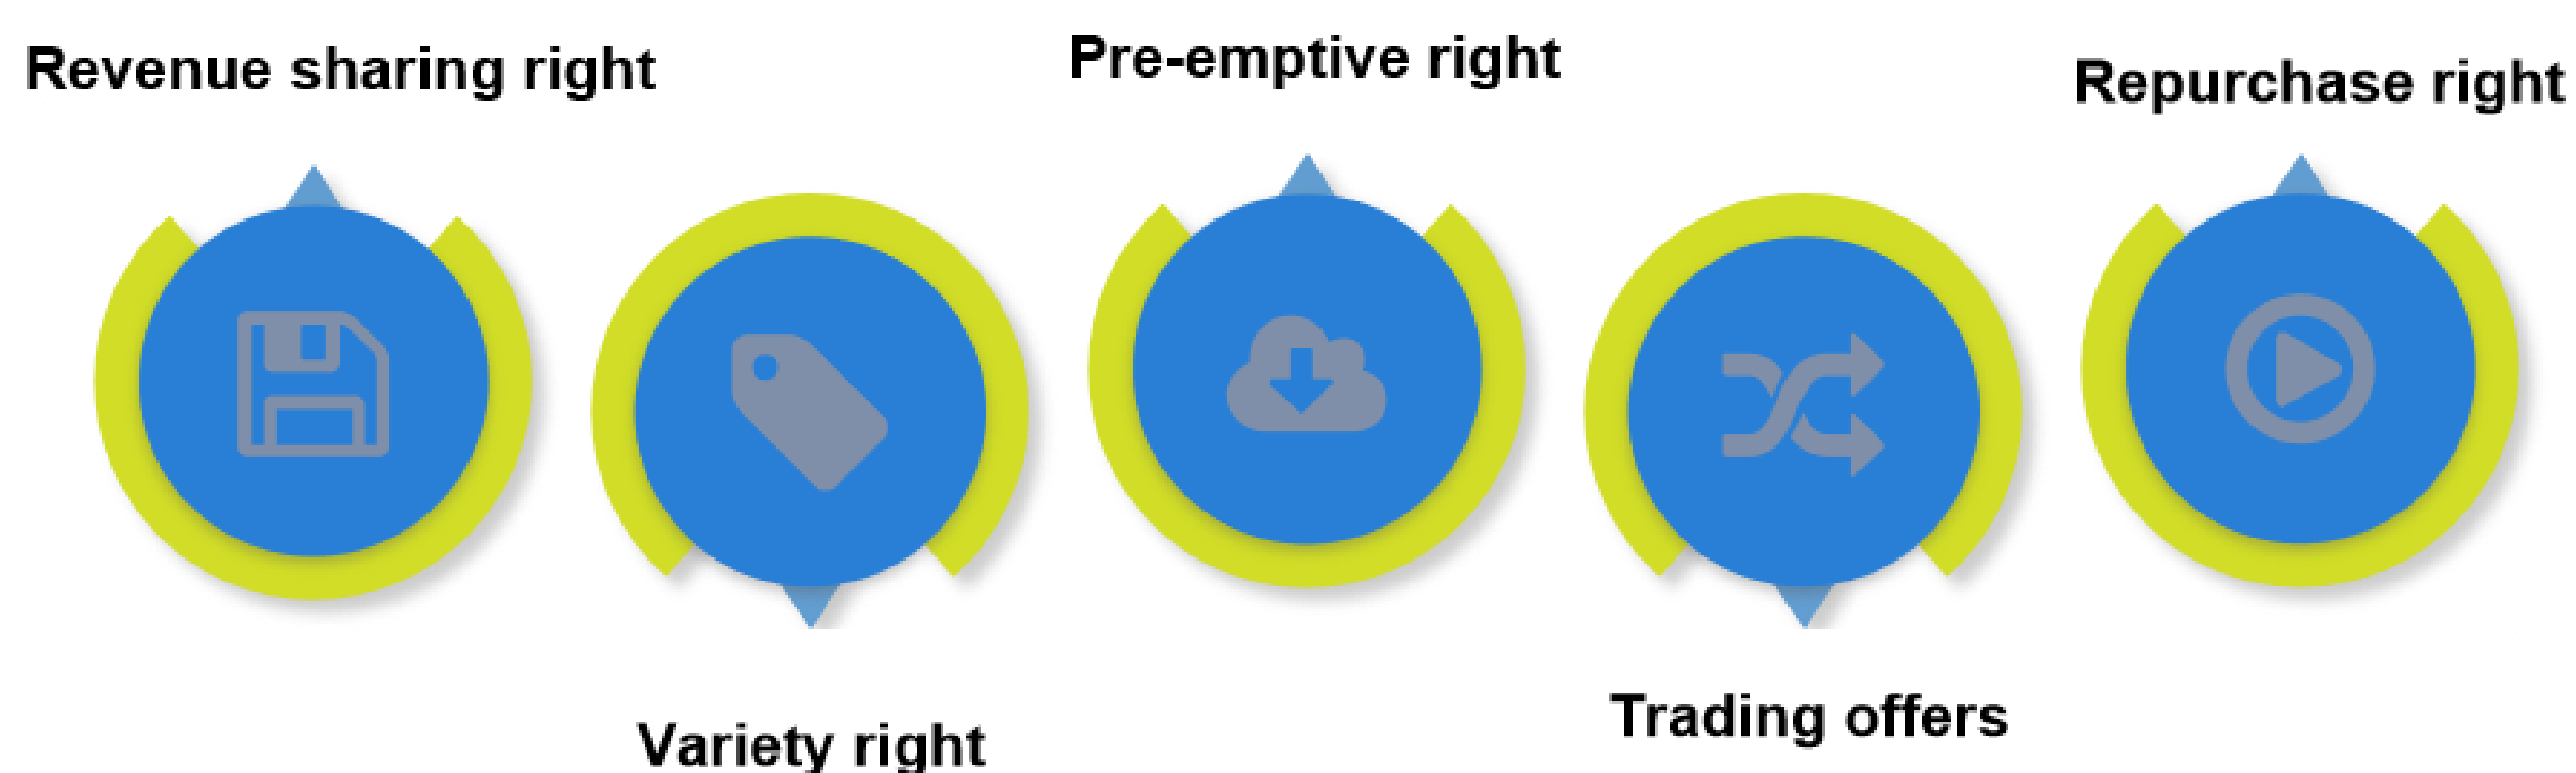 Revenue sharing right
Variety right
Pre-emptive right
Trading offers
Repurchase right